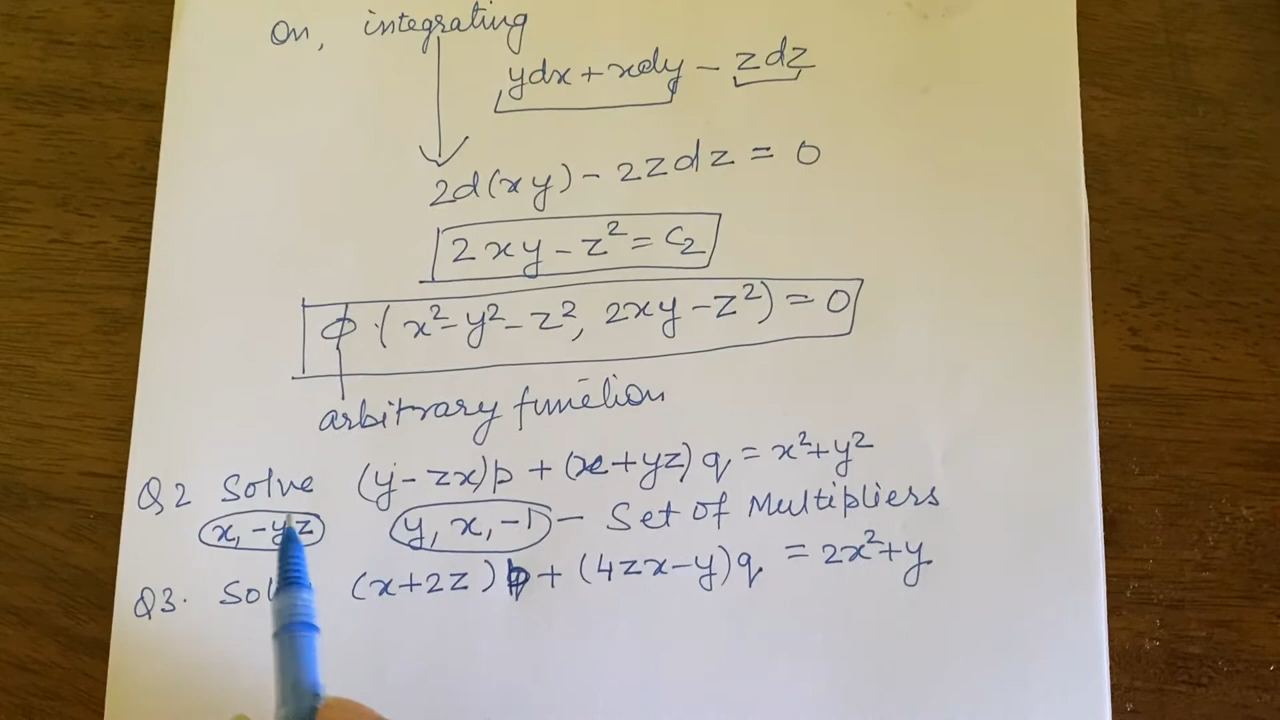 On, integrating
ydx + xdy - zdz
2d(xy) - 2zdz = 0
2xy - z² = c₂
ϕ·(x² - y² - z², 2xy - z²) = 0
arbitrary function
Q2 Solve (y - zx)p + (x + yz)q = x² + y²
x, -y, z y, x, -1 - Set of Multipliers
Q3. (x + 2z)p + (4zx - y)q = 2x² + y